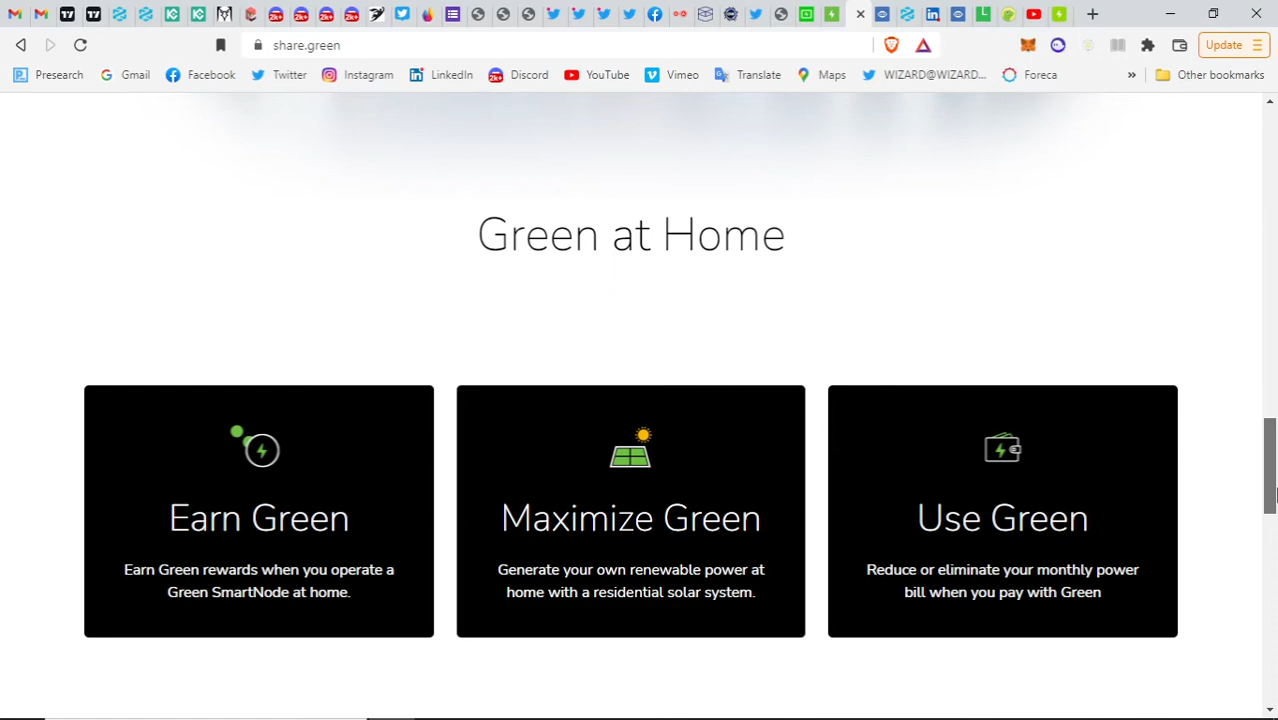 share.green
Update
Presearch
Gmail
Facebook
Twitter
Instagram
LinkedIn
2k+
Discord
YouTube
Vimeo
Translate
Maps
WIZARD@WIZARD...
Foreca
»
Other bookmarks
Green at Home
Earn Green
Earn Green rewards when you operate a
Green SmartNode at home.
Maximize Green
Generate your own renewable power at
home with a residential solar system.
Use Green
Reduce or eliminate your monthly power
bill when you pay with Green